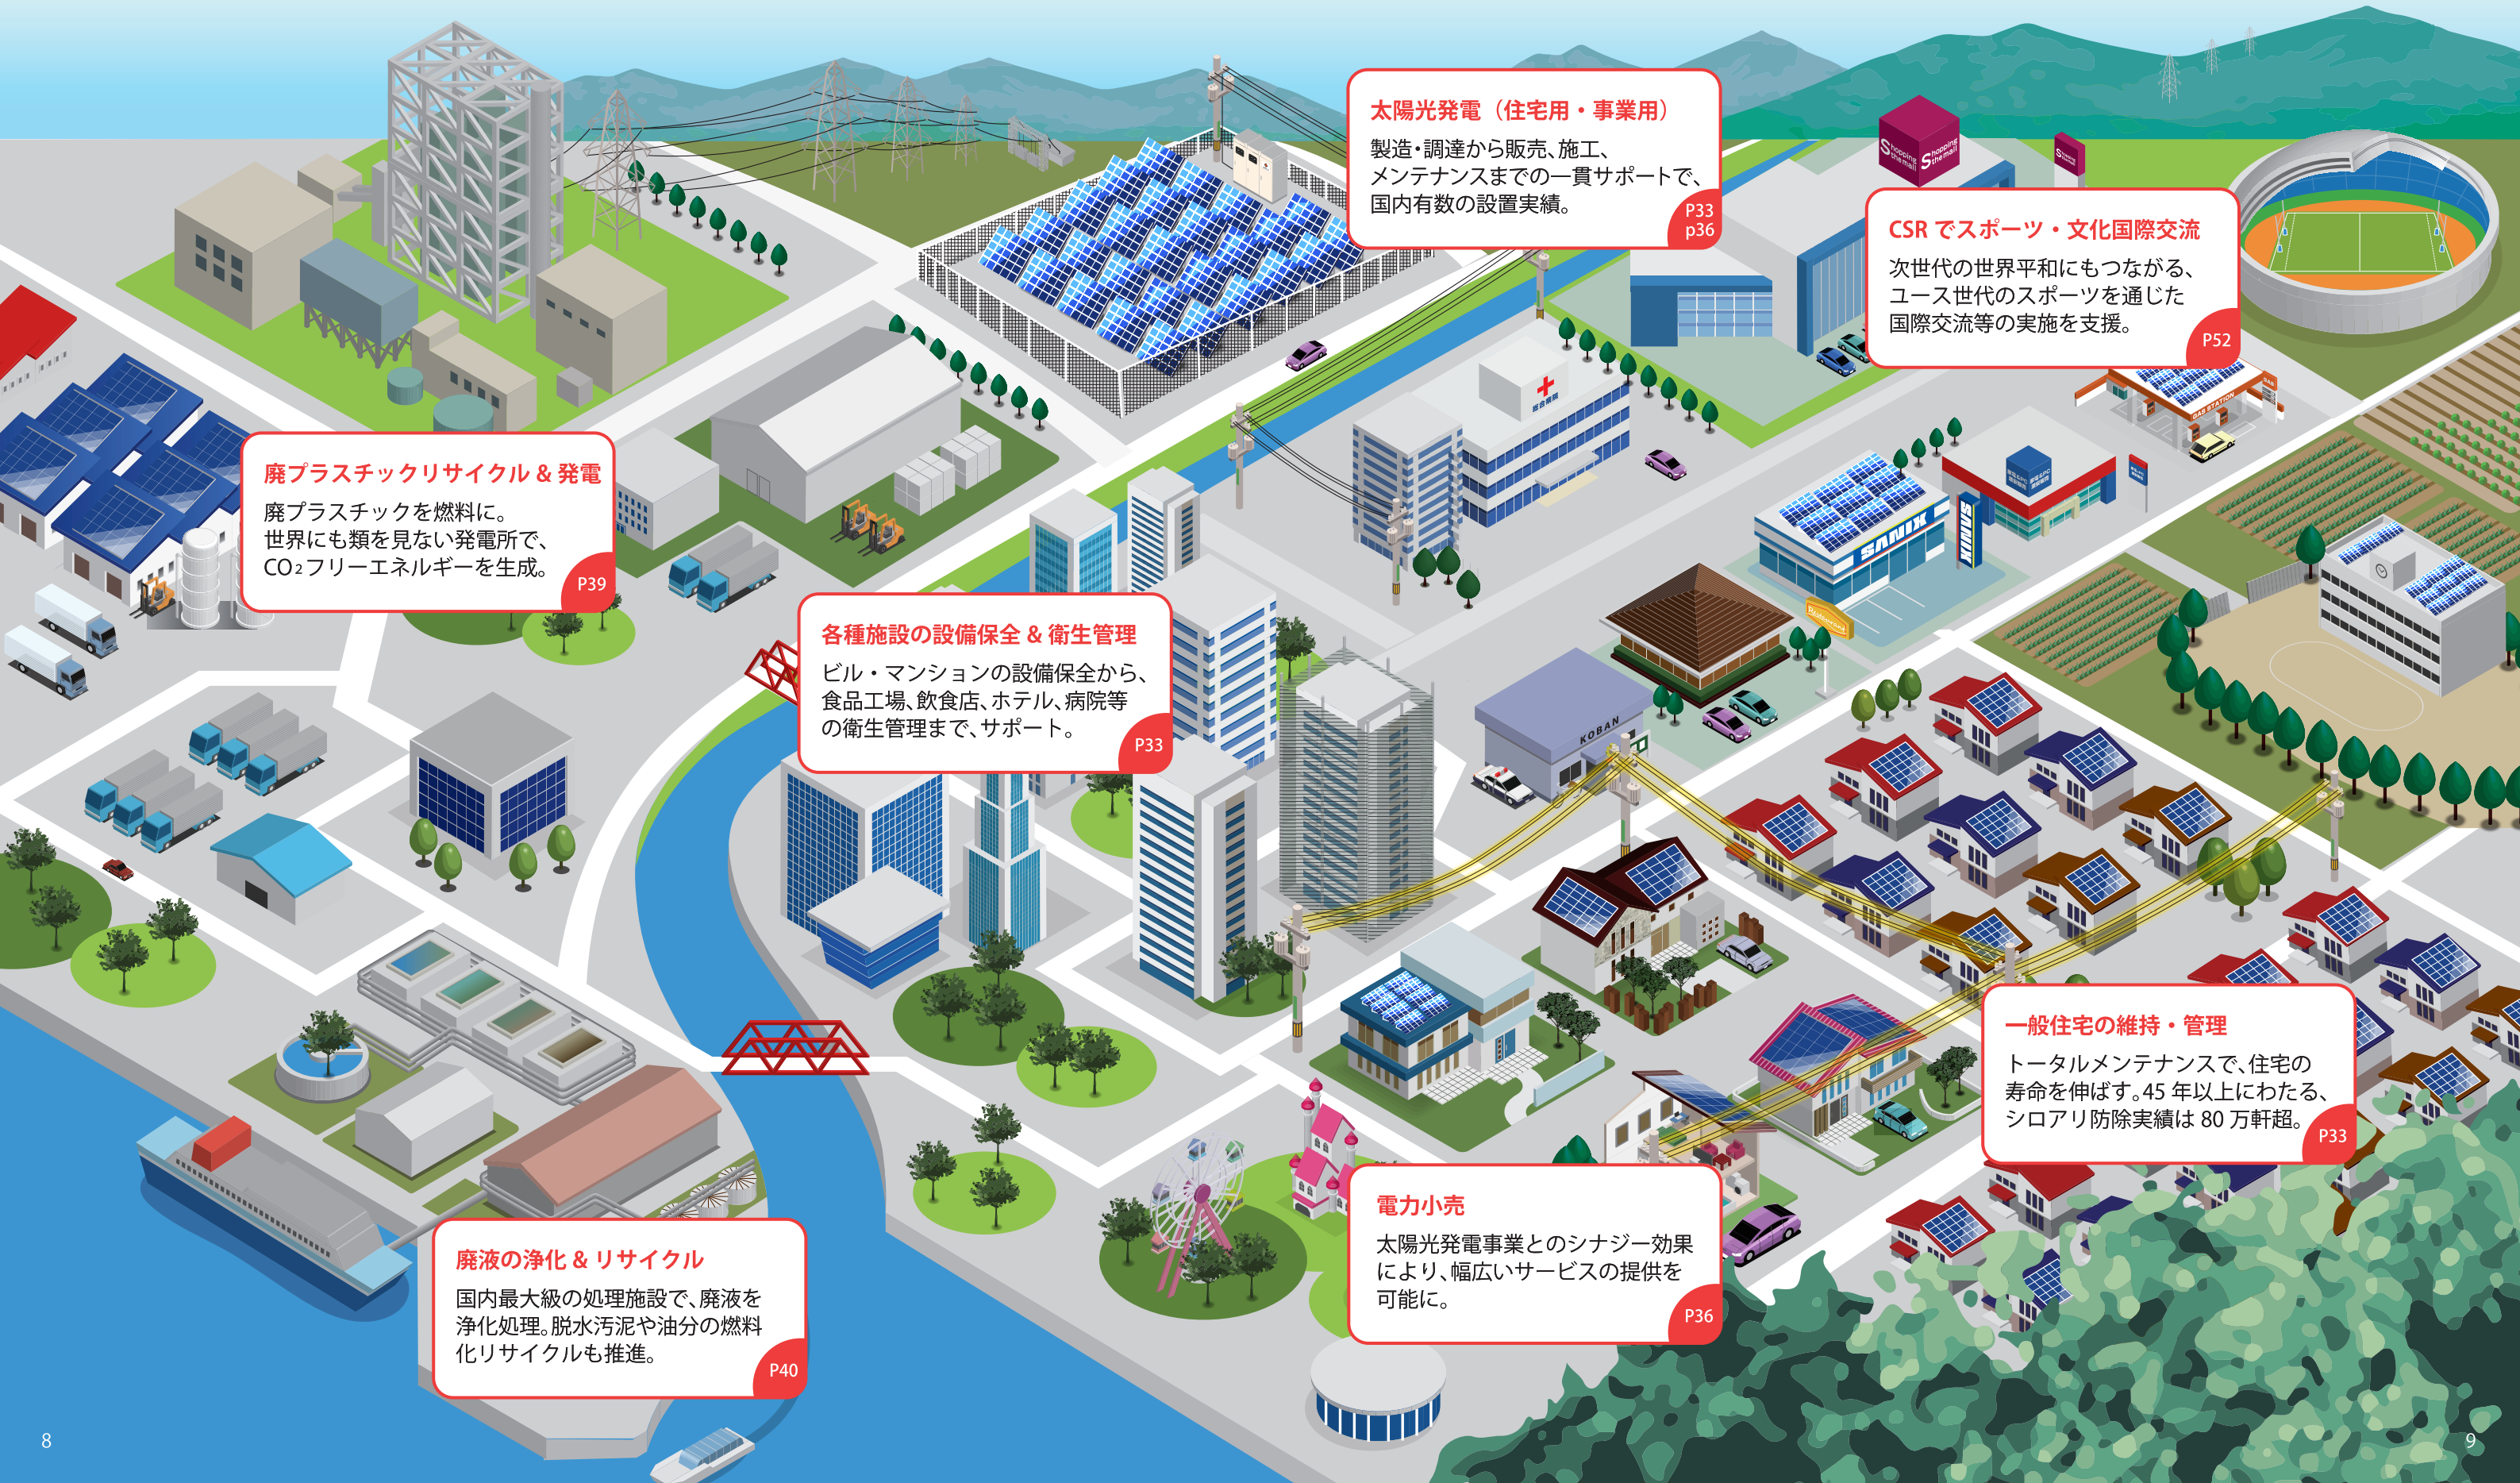 太陽光発電（住宅用・事業用）
製造・調達から販売、施工、
メンテナンスまでの一貫サポートで、
国内有数の設置実績。
P33
p36
Shopping the mall
Shopping the mall
Shopping the mall
CSR でスポーツ・文化国際交流
次世代の世界平和にもつながる、
ユース世代のスポーツを通じた
国際交流等の実施を支援。
P52
総合病院
GAS STATION
GAS
廃プラスチックリサイクル & 発電
廃プラスチックを燃料に。
世界にも類を見ない発電所で、
CO₂フリーエネルギーを生成。
P39
SANIX
SANIX
Restaurant
KOBAN
各種施設の設備保全 & 衛生管理
ビル・マンションの設備保全から、
食品工場、飲食店、ホテル、病院等
の衛生管理まで、サポート。
P33
一般住宅の維持・管理
トータルメンテナンスで、住宅の
寿命を伸ばす。45 年以上にわたる、
シロアリ防除実績は 80 万軒超。
P33
電力小売
太陽光発電事業とのシナジー効果
により、幅広いサービスの提供を
可能に。
P36
廃液の浄化 & リサイクル
国内最大級の処理施設で、廃液を
浄化処理。脱水汚泥や油分の燃料
化リサイクルも推進。
P40
8
9